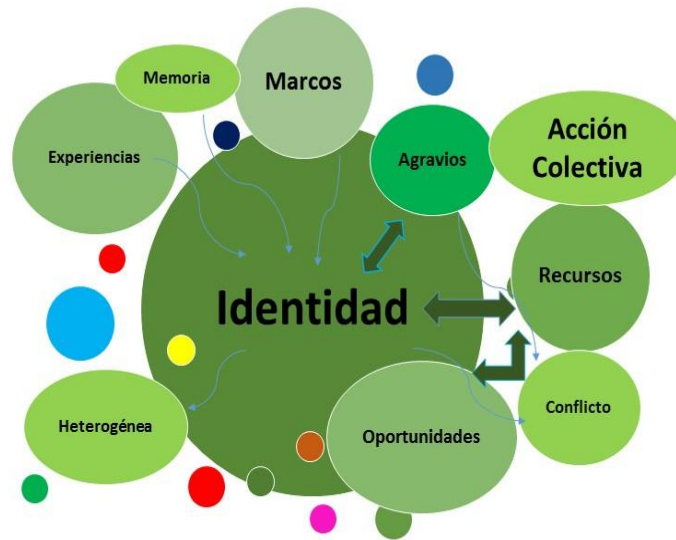 Memoria
Marcos
Experiencias
Agravios
Acción
Colectiva
Identidad
Recursos
Heterogénea
Oportunidades
Conflicto